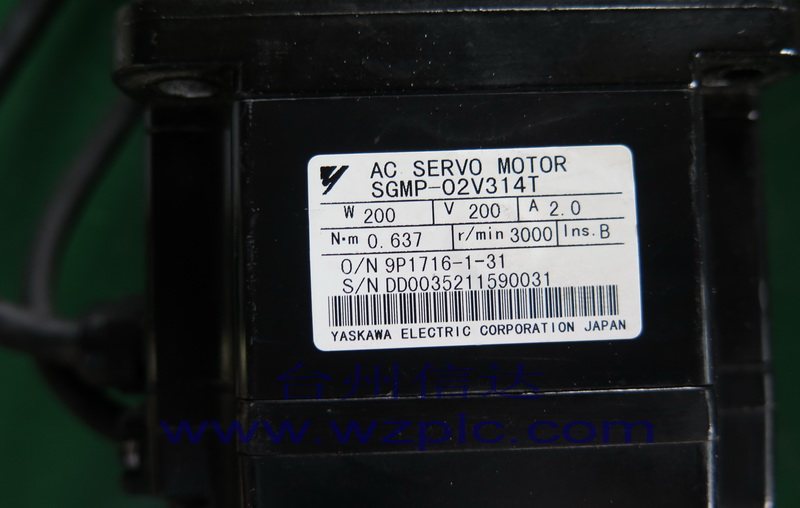 AC SERVO MOTOR
SGMP-02V314T
W 200 V 200 A 2.0
N·m 0.637 r/min 3000 Ins. B
O/N 9P1716-1-31
S/N DD0035211590031
YASKAWA ELECTRIC CORPORATION JAPAN
台州信达
www.wzplc.com